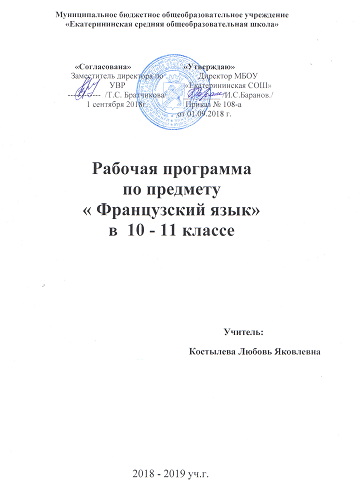 Муниципальное бюджетное общеобразовательное учреждение
«Екатерининская средняя общеобразовательная школа»
«Согласована» «Утверждаю»
Заместитель директора по Директор МБОУ
УВР «Екатерининская СОШ»
/Т.С. Братчикова/ /И.С.Баранов./
1 сентября 2018г. Приказ № 108-а
от 01.09.2018 г.
Рабочая программа
по предмету
« Французский язык»
в 10 - 11 классе
Учитель:
Костылева Любовь Яковлевна
2018 - 2019 уч.г.